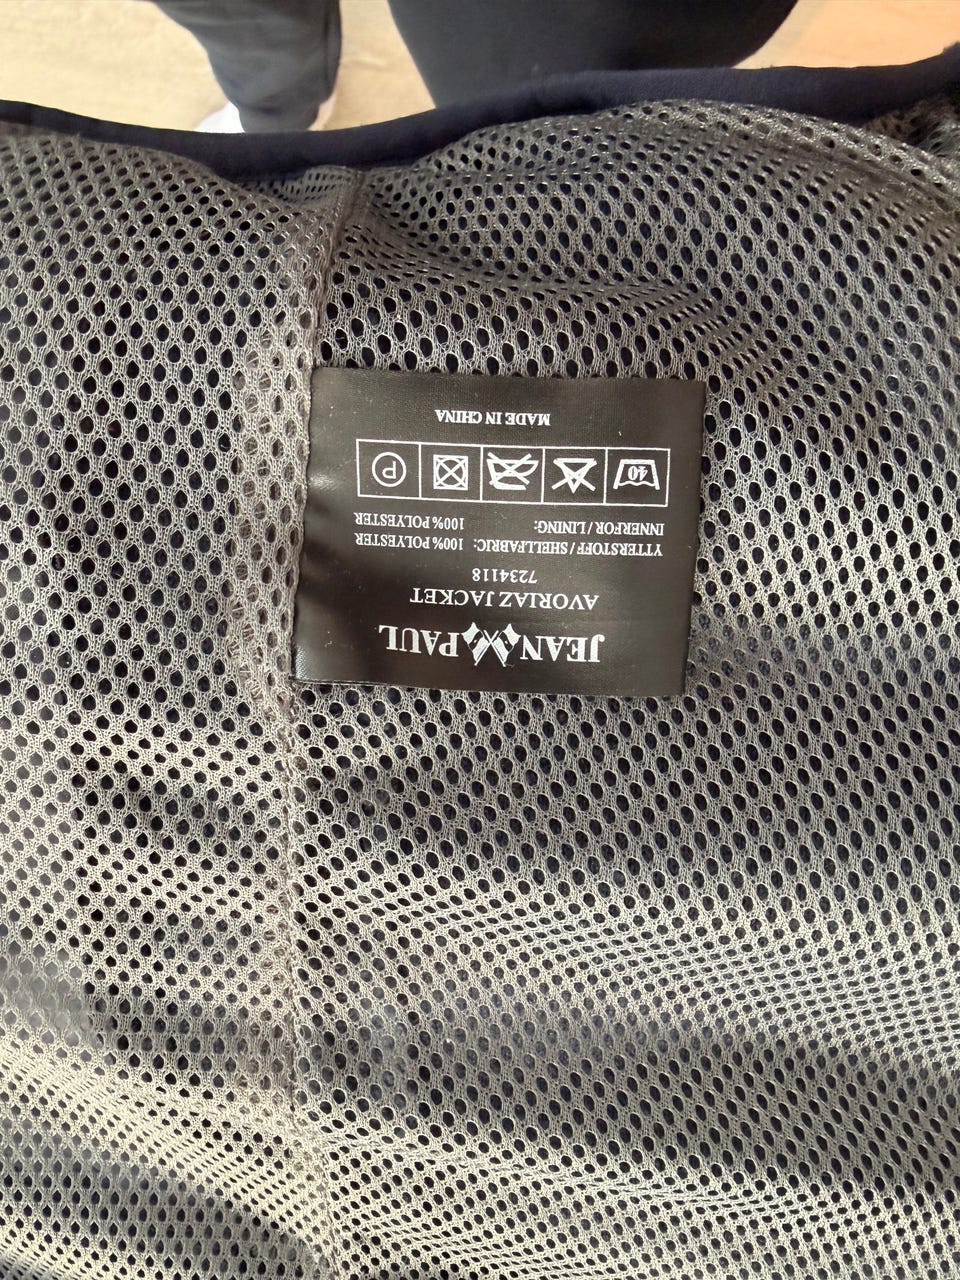 JEAN PAUL
AVORIAZ JACKET
7234118
YTTERSTOFF / SHELLFABRIC: 100% POLYESTER
INNERFOR / LINING: 100% POLYESTER
40 P
MADE IN CHINA